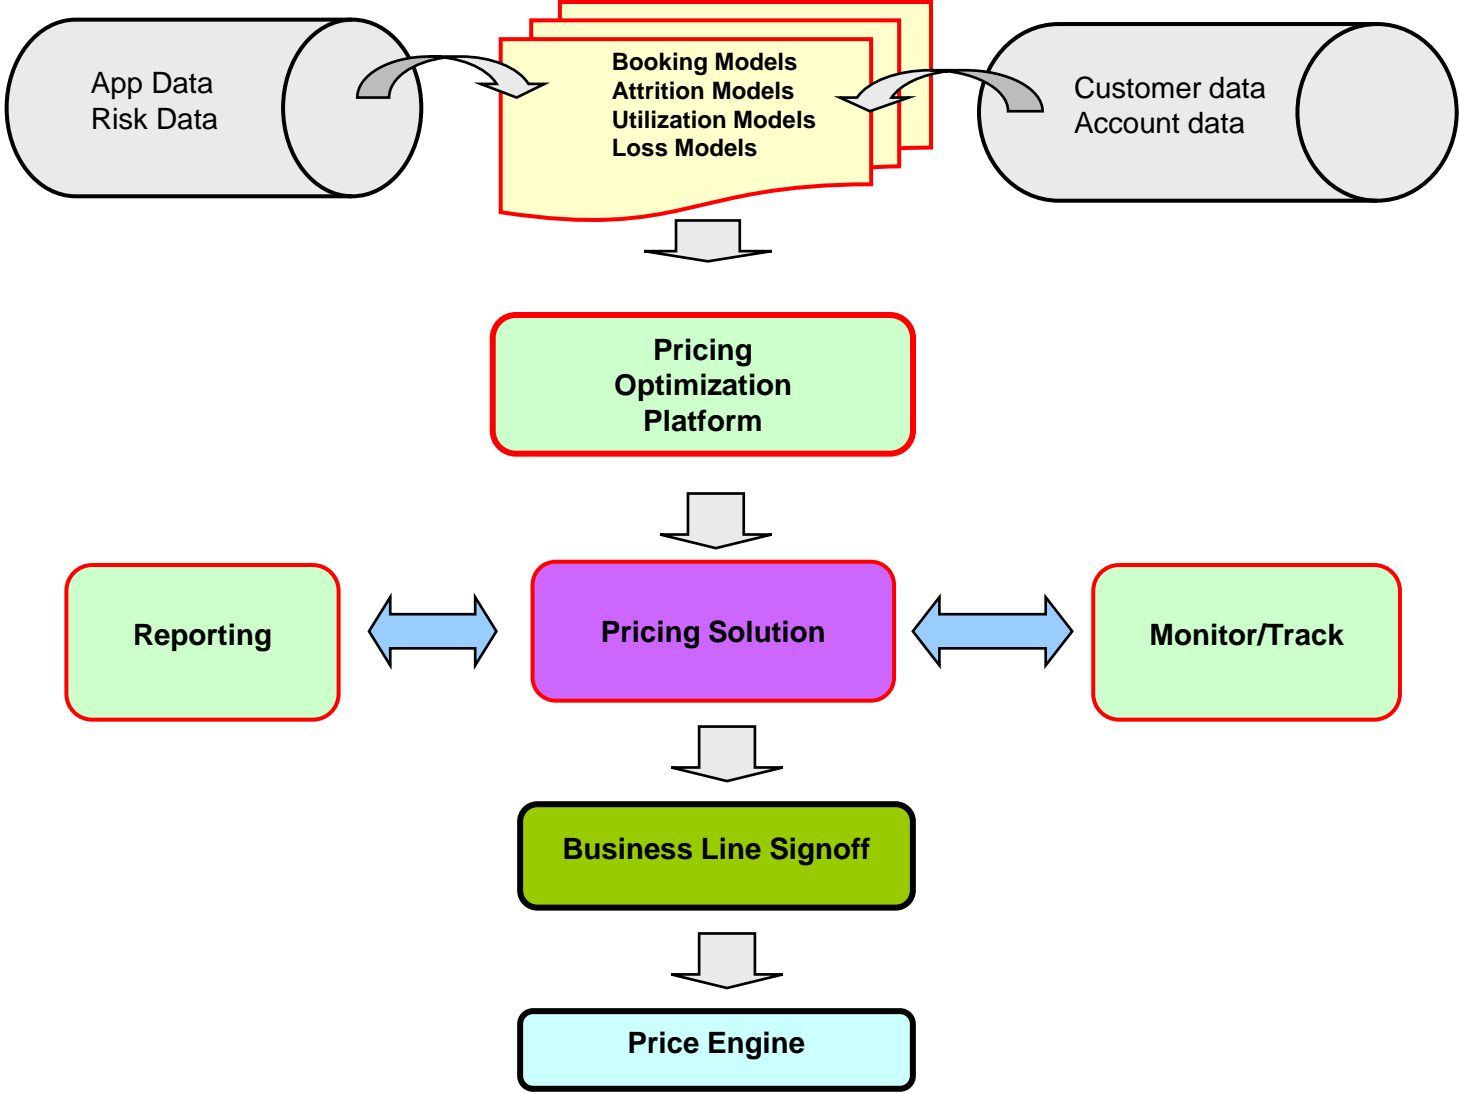 App Data
Risk Data
Booking Models
Attrition Models
Utilization Models
Loss Models
Customer data
Account data
Pricing
Optimization
Platform
Reporting
Pricing Solution
Monitor/Track
Business Line Signoff
Price Engine